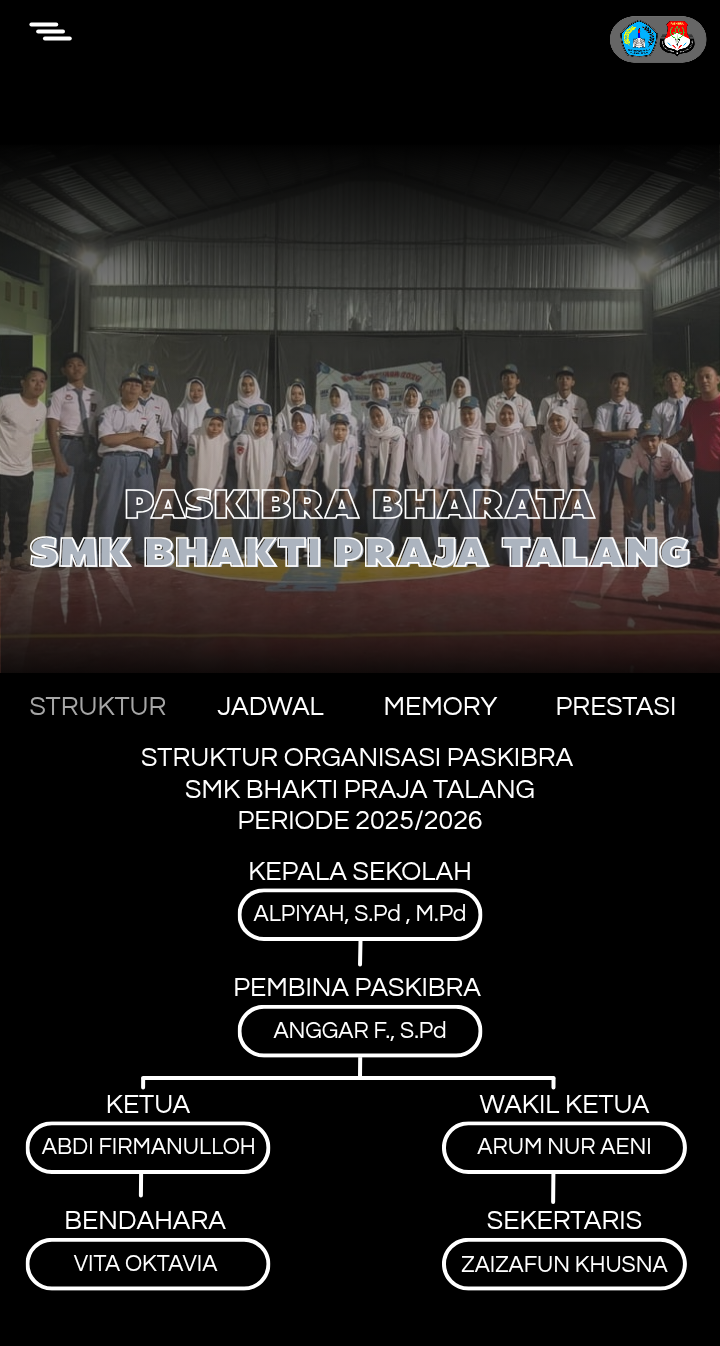 PASKIBRA BHARATA
SMK BHAKTI PRAJA TALANG
STRUKTUR JADWAL MEMORY PRESTASI
STRUKTUR ORGANISASI PASKIBRA
SMK BHAKTI PRAJA TALANG
PERIODE 2025/2026
KEPALA SEKOLAH
ALPIYAH, S.Pd , M.Pd
PEMBINA PASKIBRA
ANGGAR F., S.Pd
KETUA WAKIL KETUA
ABDI FIRMANULLOH ARUM NUR AENI
BENDAHARA SEKERTARIS
VITA OKTAVIA ZAIZAFUN KHUSNA